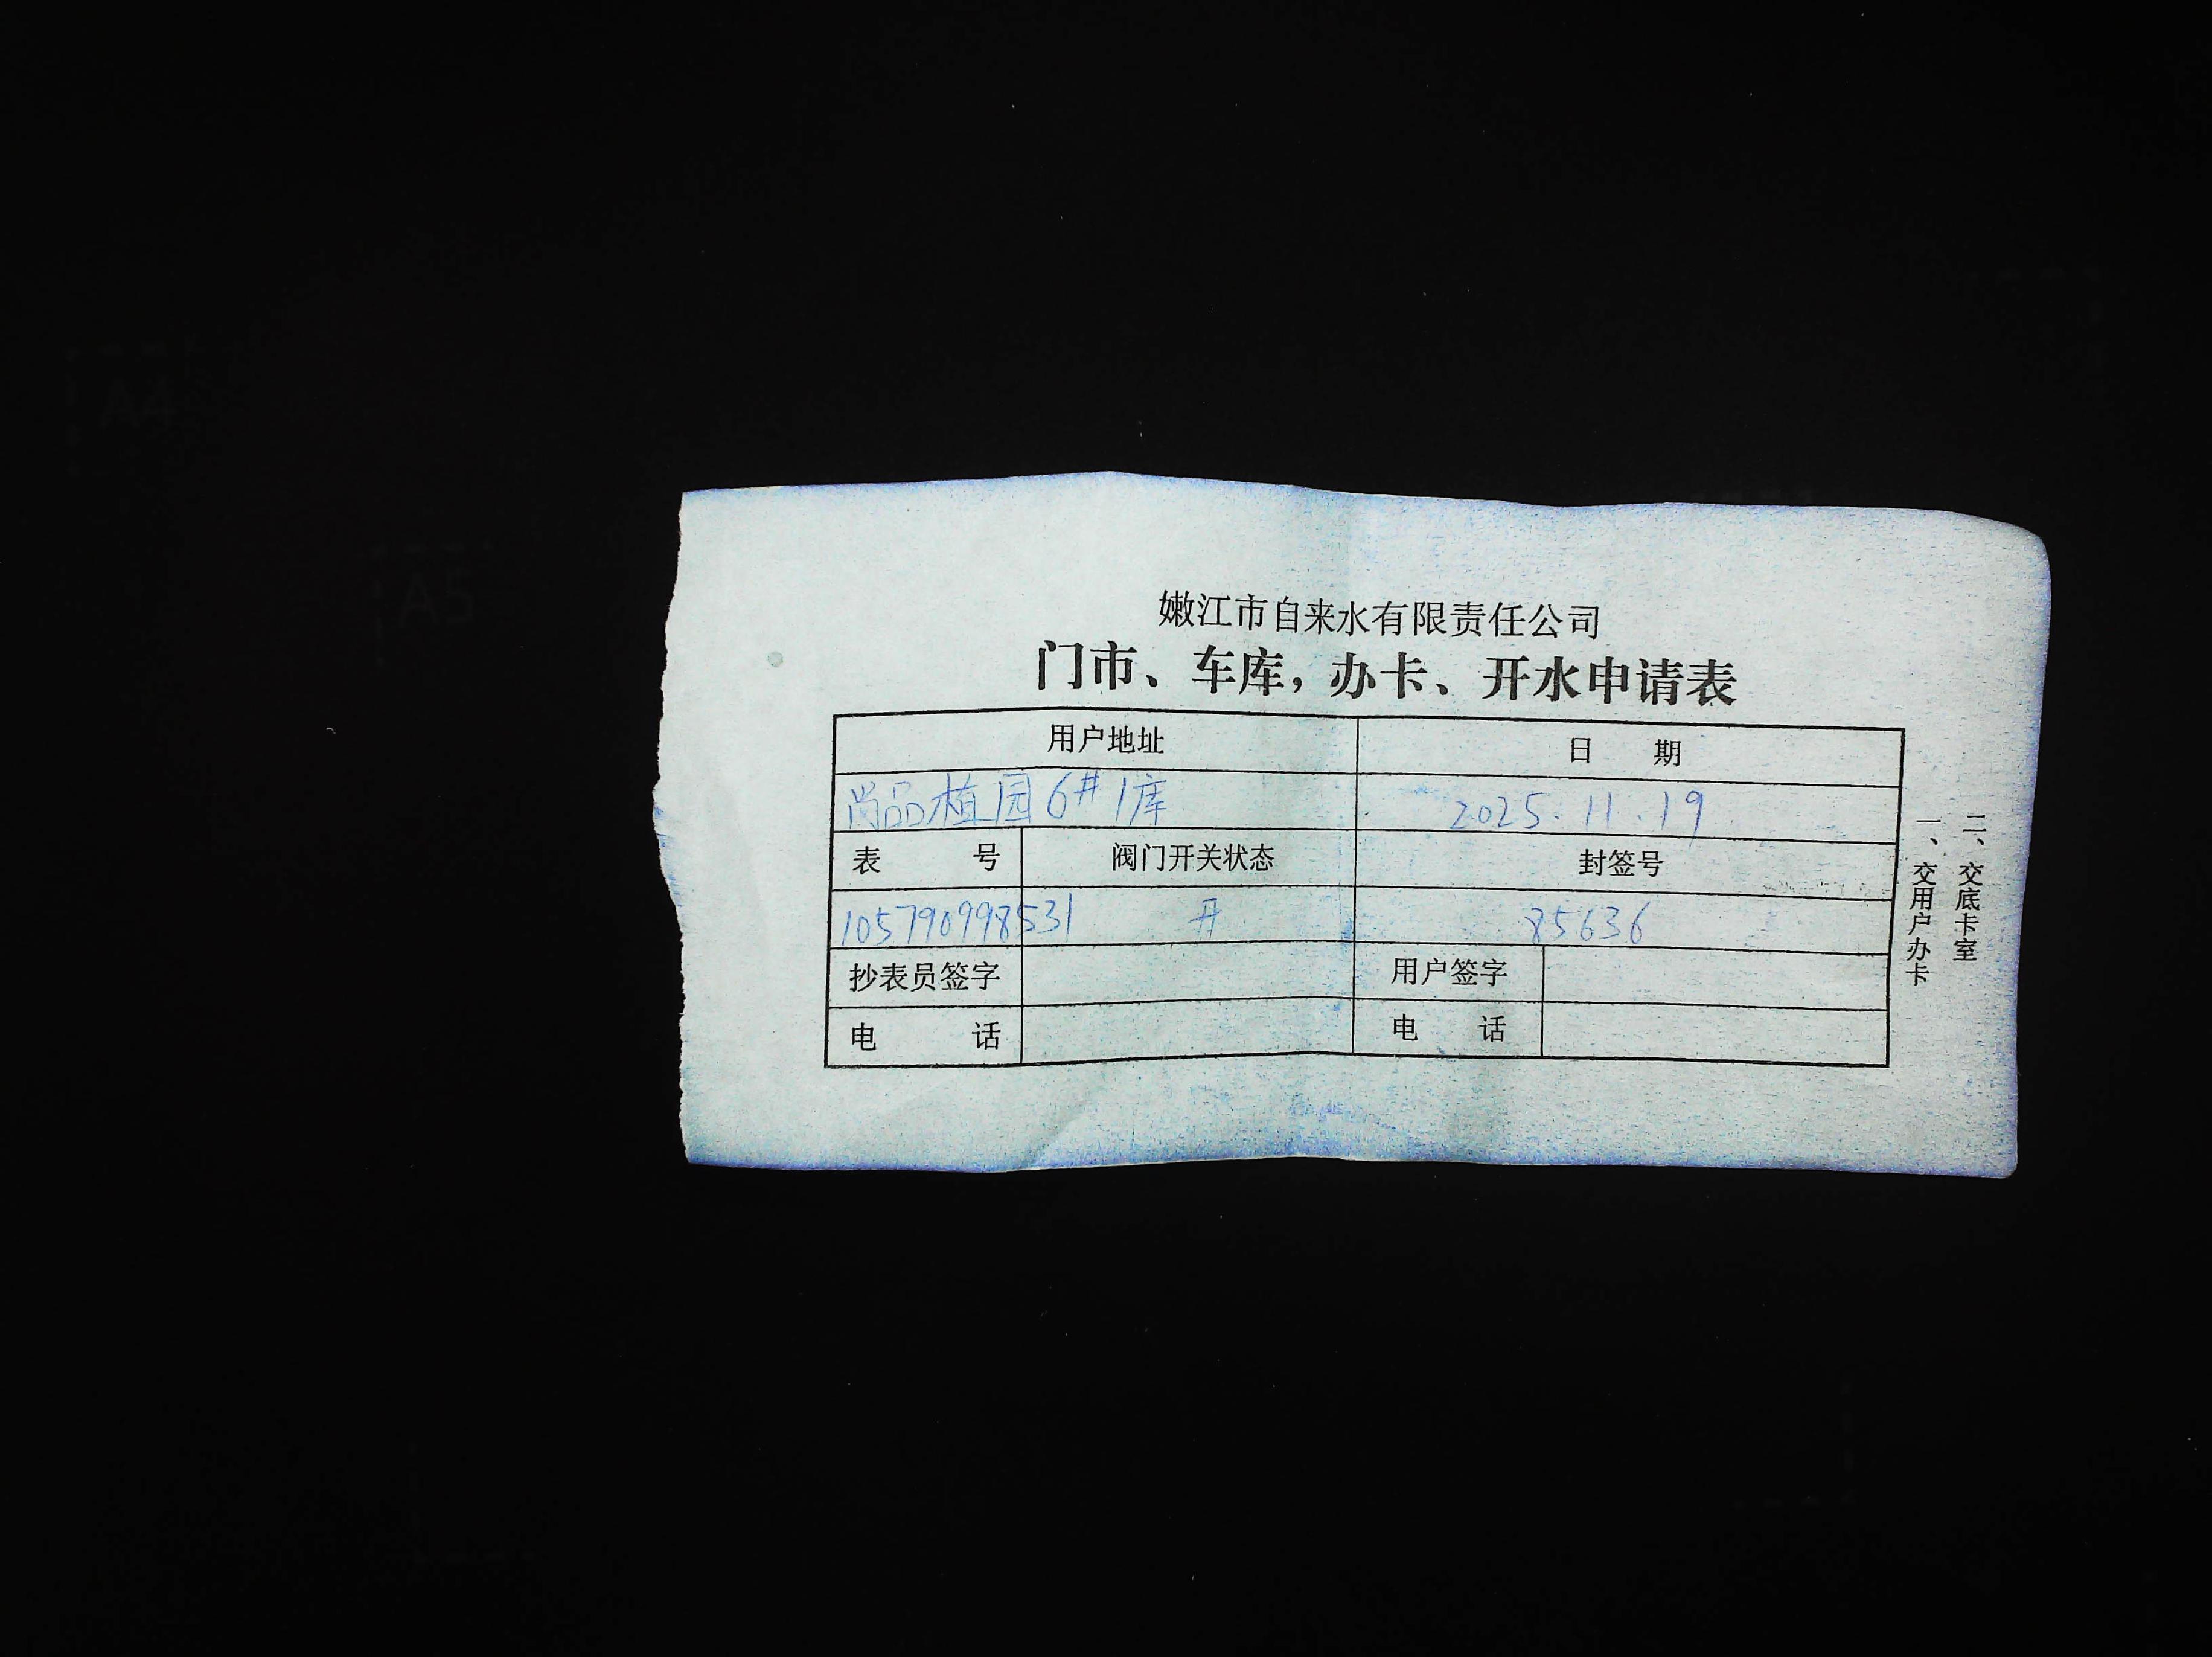 嫩江市自来水有限责任公司
门市、车库，办卡、开水申请表
用户地址 日 期
尚品植园6#1库 2025.11.19
表 号 阀门开关状态 封签号
105790998531 开 85636
抄表员签字 用户签字
电 话 电 话
一、交用户办卡
二、交底卡室
A4
A5